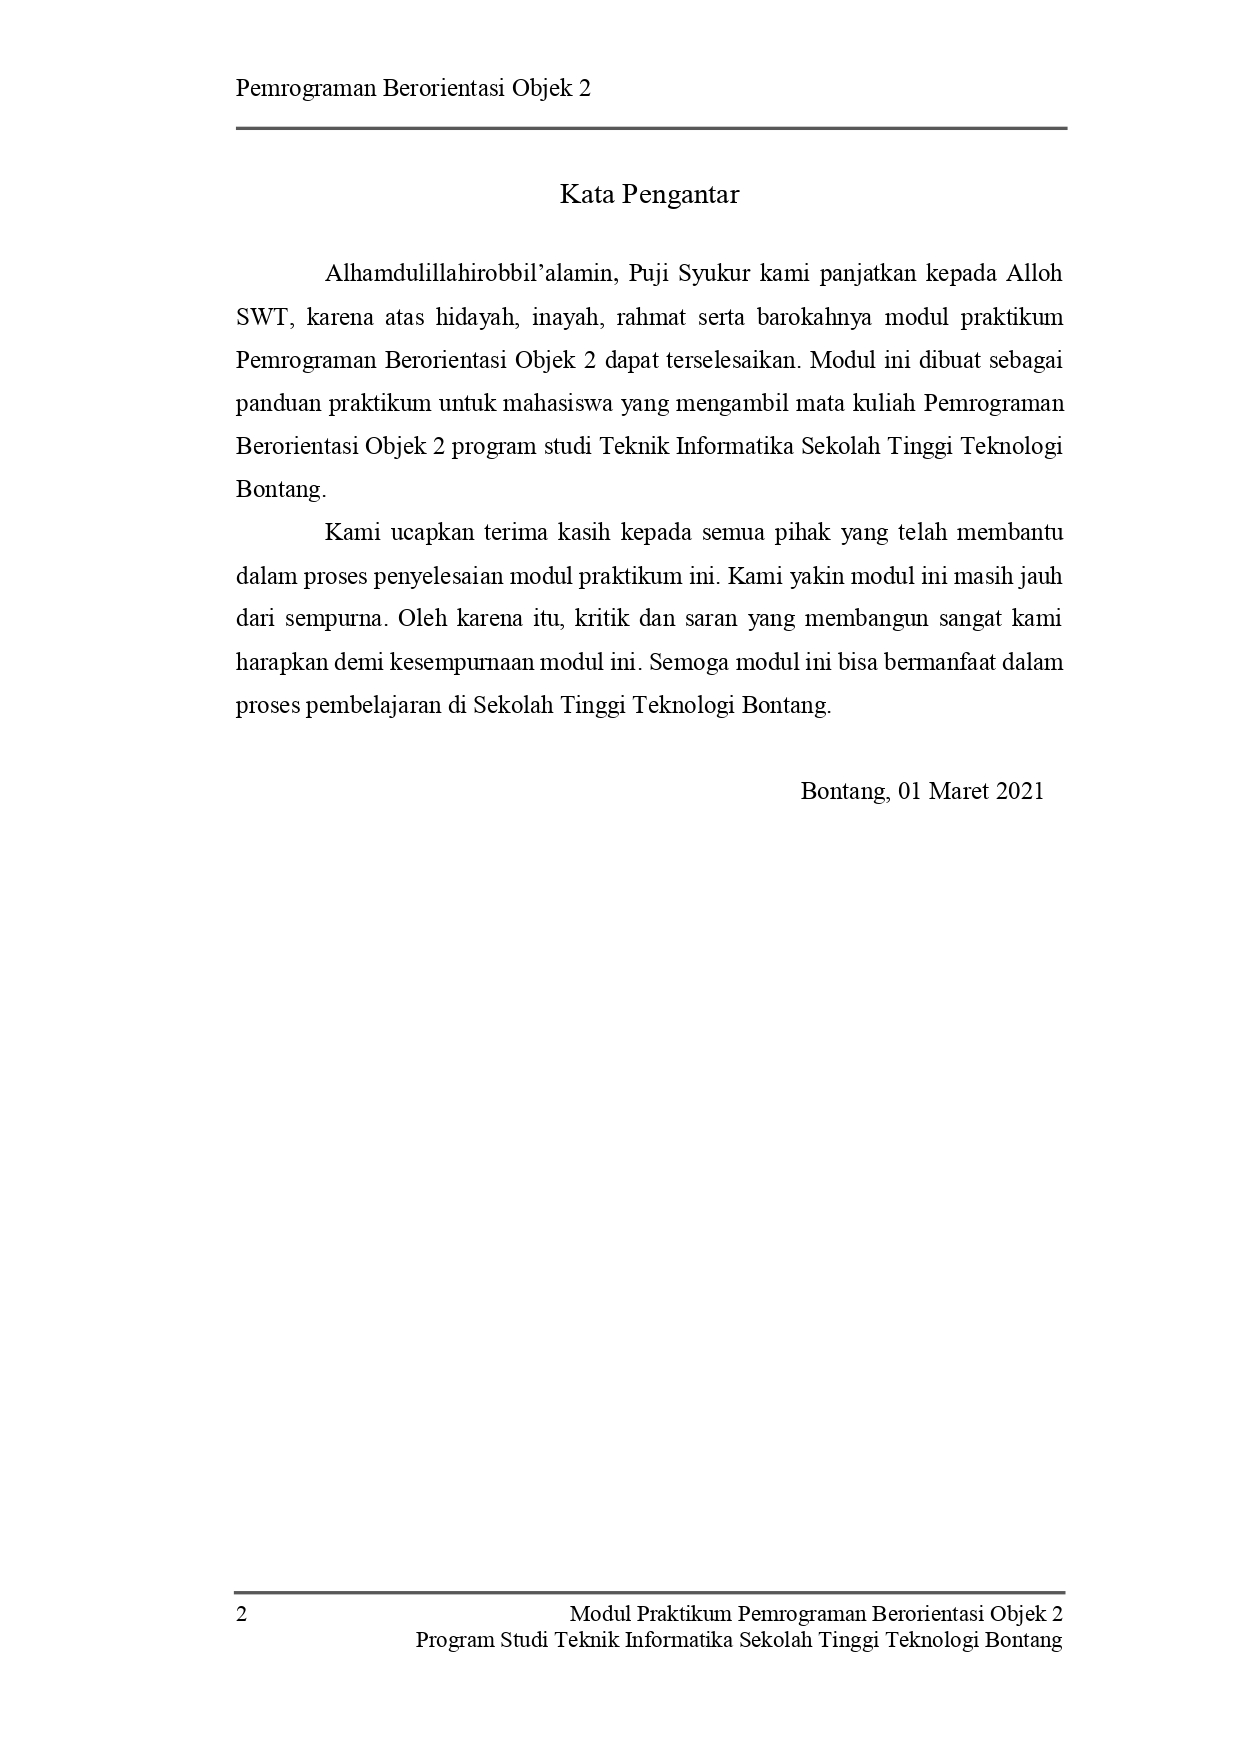 Pemrograman Berorientasi Objek 2
Kata Pengantar
Alhamdulillahirobbil’alamin, Puji Syukur kami panjatkan kepada Alloh
SWT, karena atas hidayah, inayah, rahmat serta barokahnya modul praktikum
Pemrograman Berorientasi Objek 2 dapat terselesaikan. Modul ini dibuat sebagai
panduan praktikum untuk mahasiswa yang mengambil mata kuliah Pemrograman
Berorientasi Objek 2 program studi Teknik Informatika Sekolah Tinggi Teknologi
Bontang.
Kami ucapkan terima kasih kepada semua pihak yang telah membantu
dalam proses penyelesaian modul praktikum ini. Kami yakin modul ini masih jauh
dari sempurna. Oleh karena itu, kritik dan saran yang membangun sangat kami
harapkan demi kesempurnaan modul ini. Semoga modul ini bisa bermanfaat dalam
proses pembelajaran di Sekolah Tinggi Teknologi Bontang.
Bontang, 01 Maret 2021
2 Modul Praktikum Pemrograman Berorientasi Objek 2
Program Studi Teknik Informatika Sekolah Tinggi Teknologi Bontang